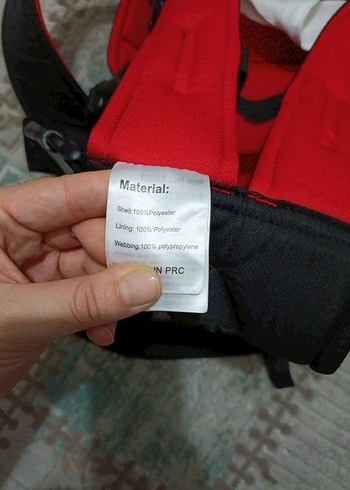 Material:
Shell:100%Polyester
Lining: 100% Polyester
Webbing:100% polypropylene
IN PRC